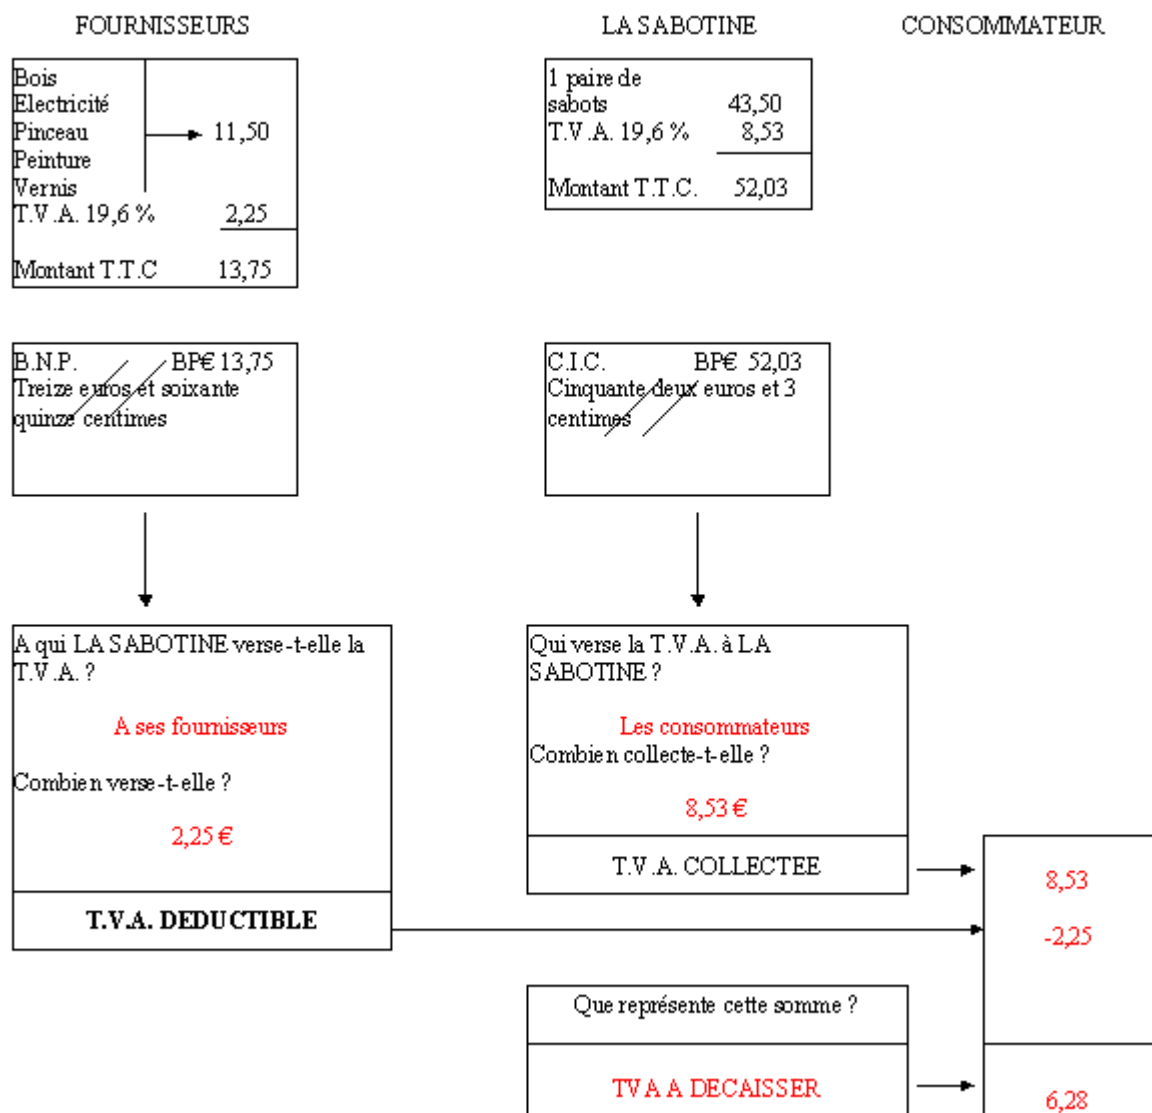 FOURNISSEURS
LA SABOTINE
CONSOMMATEUR
Bois
Electricité
Pinceau 11,50
Peinture
Vernis
T.V.A. 19,6 % 2,25
Montant T.T.C 13,75
1 paire de
sabots 43,50
T.V.A. 19,6 % 8,53
Montant T.T.C. 52,03
B.N.P. BP€ 13,75
Treize euros et soixante
quinze centimes
C.I.C. BP€ 52,03
Cinquante deux euros et 3
centimes
A qui LA SABOTINE verse-t-elle la
T.V.A. ?
A ses fournisseurs
Combien verse-t-elle ?
2,25 €
T.V.A. DEDUCTIBLE
Qui verse la T.V.A. à LA
SABOTINE ?
Les consommateurs
Combien collecte-t-elle ?
8,53 €
T.V.A. COLLECTEE
8,53
-2,25
Que représente cette somme ?
TVA A DECAISSER
6,28